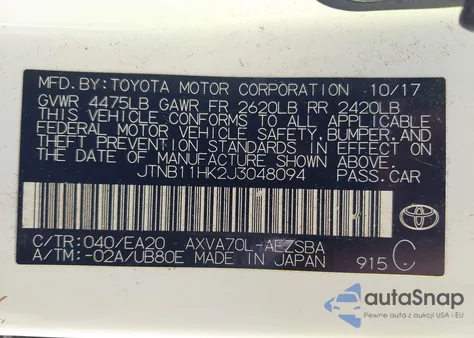 MFD.BY:TOYOTA MOTOR CORPORATION 10/17
GVWR 4475LB GAWR FR 2620LB RR 2420LB
THIS VEHICLE CONFORMS TO ALL APPLICABLE
FEDERAL MOTOR VEHICLE SAFETY, BUMPER, AND
THEFT PREVENTION STANDARDS IN EFFECT ON
THE DATE OF MANUFACTURE SHOWN ABOVE.
JTNB11HK2J3048094 PASS.CAR
C/TR:040/EA20 AXVA70L-AEZSBA
A/TM:-02A/UB80E MADE IN JAPAN 915 C
TOYOTA
autoSnap
Pewne auta z aukcji USA i EU